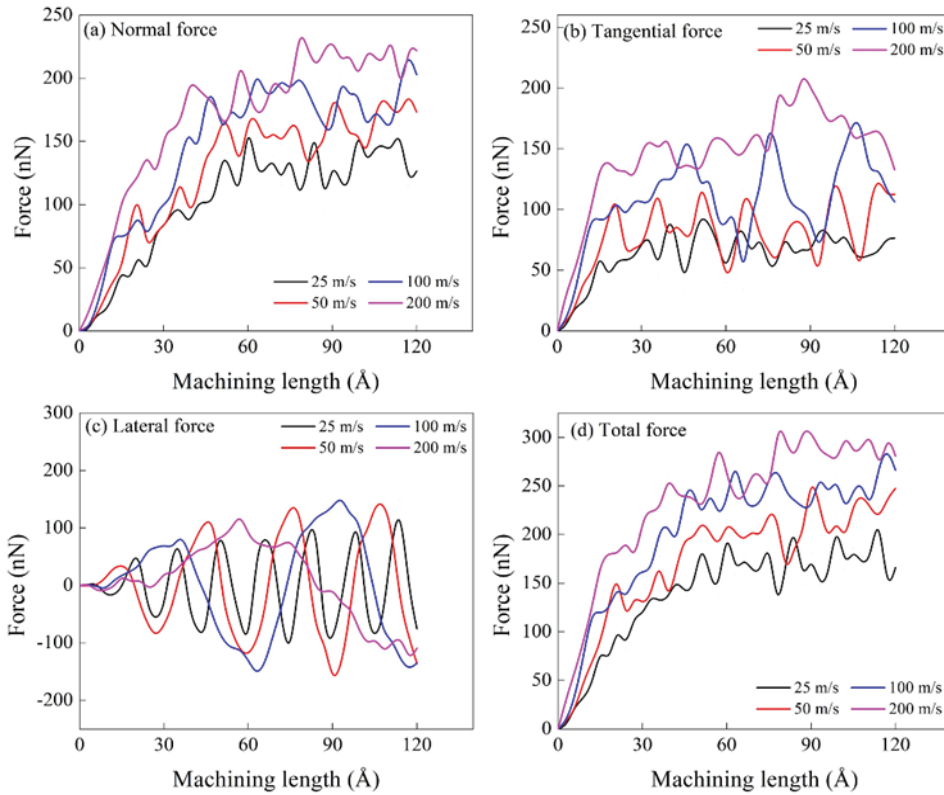 (a) Normal force
250
200
150
100
50
0
Force (nN)
25 m/s 100 m/s
50 m/s 200 m/s
0 30 60 90 120
Machining length (Å)
(b) Tangential force
250
200
150
100
50
0
Force (nN)
25 m/s 100 m/s
50 m/s 200 m/s
0 30 60 90 120
Machining length (Å)
(c) Lateral force
300
200
100
0
-100
-200
Force (nN)
25 m/s 100 m/s
50 m/s 200 m/s
0 30 60 90 120
Machining length (Å)
(d) Total force
300
250
200
150
100
50
0
Force (nN)
25 m/s 100 m/s
50 m/s 200 m/s
0 30 60 90 120
Machining length (Å)